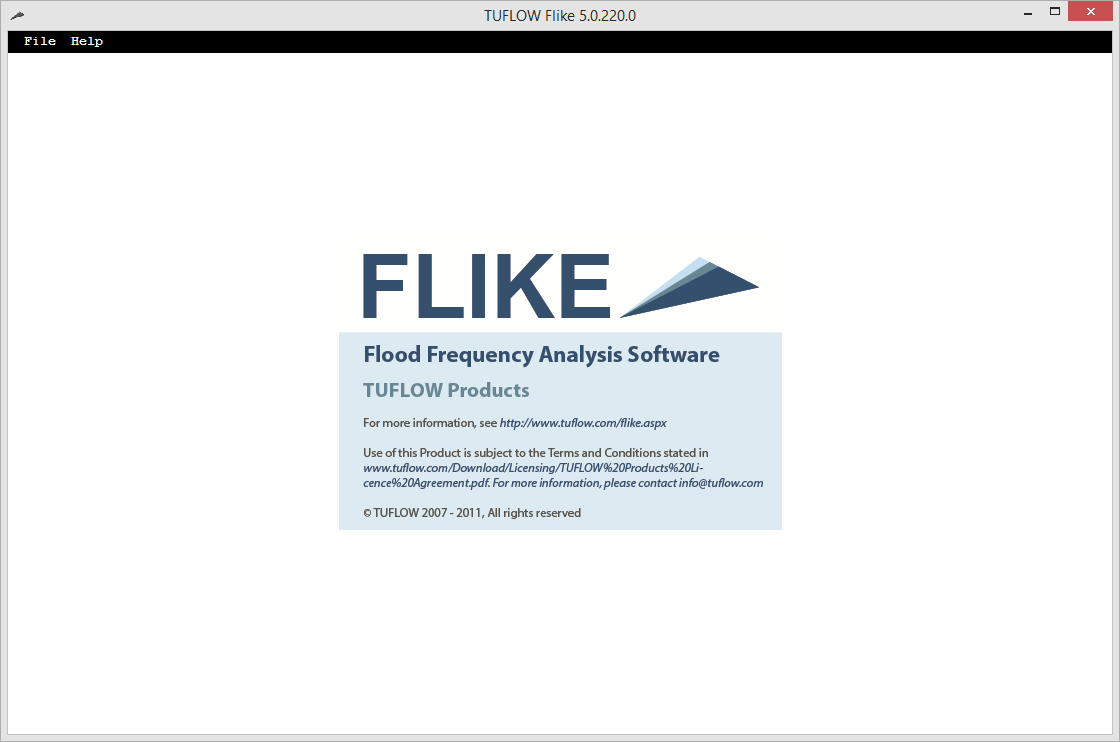 TUFLOW Flike 5.0.220.0
File Help
FLIKE
Flood Frequency Analysis Software
TUFLOW Products
For more information, see http://www.tuflow.com/flike.aspx
Use of this Product is subject to the Terms and Conditions stated in
www.tuflow.com/Download/Licensing/TUFLOW%20Products%20Li-
cence%20Agreement.pdf. For more information, please contact info@tuflow.com
© TUFLOW 2007 - 2011, All rights reserved